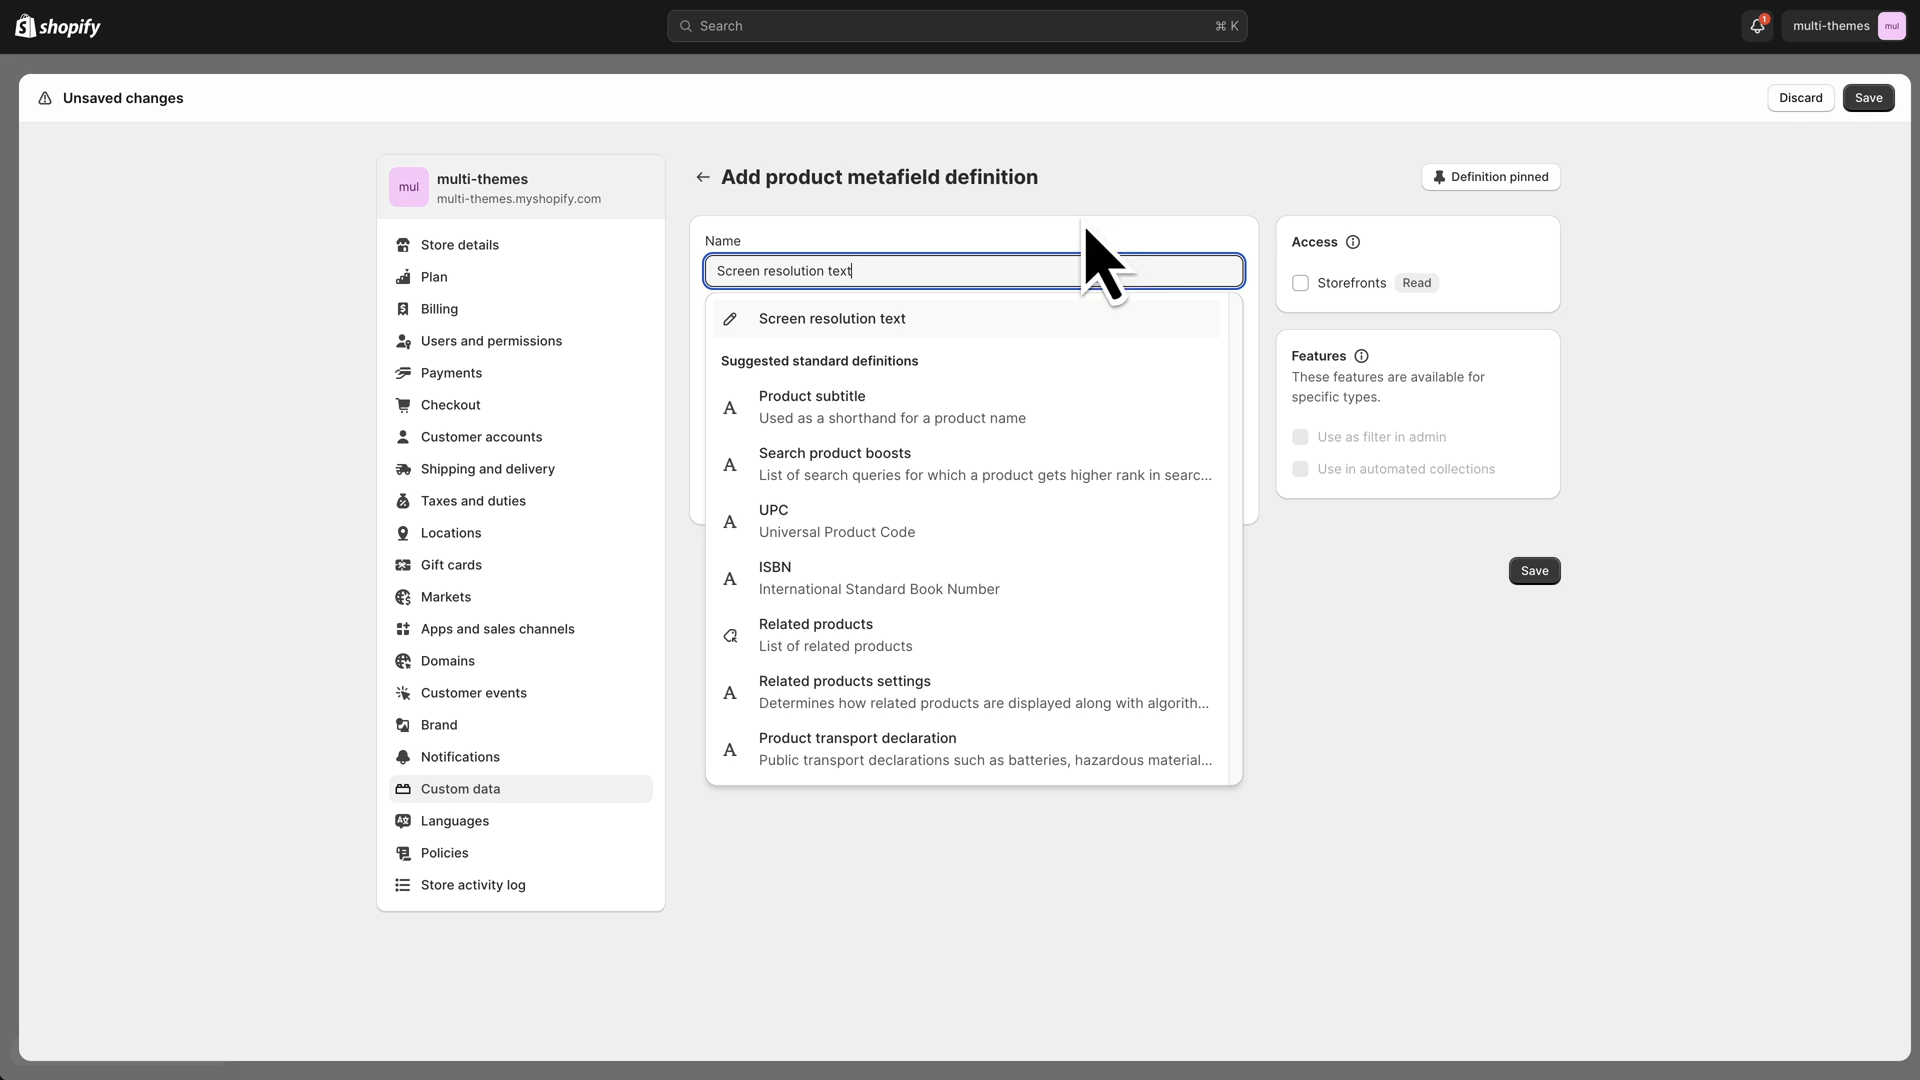 shopify
Search
⌘ K
1
multi-themes
mul
Unsaved changes
Discard
Save
mul
multi-themes
multi-themes.myshopify.com
Store details
Plan
Billing
Users and permissions
Payments
Checkout
Customer accounts
Shipping and delivery
Taxes and duties
Locations
Gift cards
Markets
Apps and sales channels
Domains
Customer events
Brand
Notifications
Custom data
Languages
Policies
Store activity log
Add product metafield definition
Definition pinned
Name
Screen resolution text
Screen resolution text
Suggested standard definitions
Product subtitle
Used as a shorthand for a product name
Search product boosts
List of search queries for which a product gets higher rank in searc...
UPC
Universal Product Code
ISBN
International Standard Book Number
Related products
List of related products
Related products settings
Determines how related products are displayed along with algorith...
Product transport declaration
Public transport declarations such as batteries, hazardous material...
Access
Storefronts Read
Features
These features are available for
specific types.
Use as filter in admin
Use in automated collections
Save